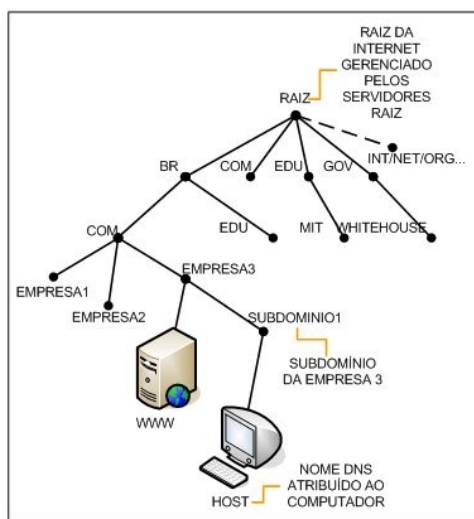 RAIZ DA
INTERNET
GERENCIADO
PELOS
SERVIDORES
RAIZ
RAIZ
INT/NET/ORG...
BR
COM
EDU
GOV
COM
EDU
MIT
WHITEHOUSE
EMPRESA3
EMPRESA1
EMPRESA2
SUBDOMINIO1
SUBDOMÍNIO
DA EMPRESA 3
WWW
NOME DNS
ATRIBUÍDO AO
COMPUTADOR
HOST